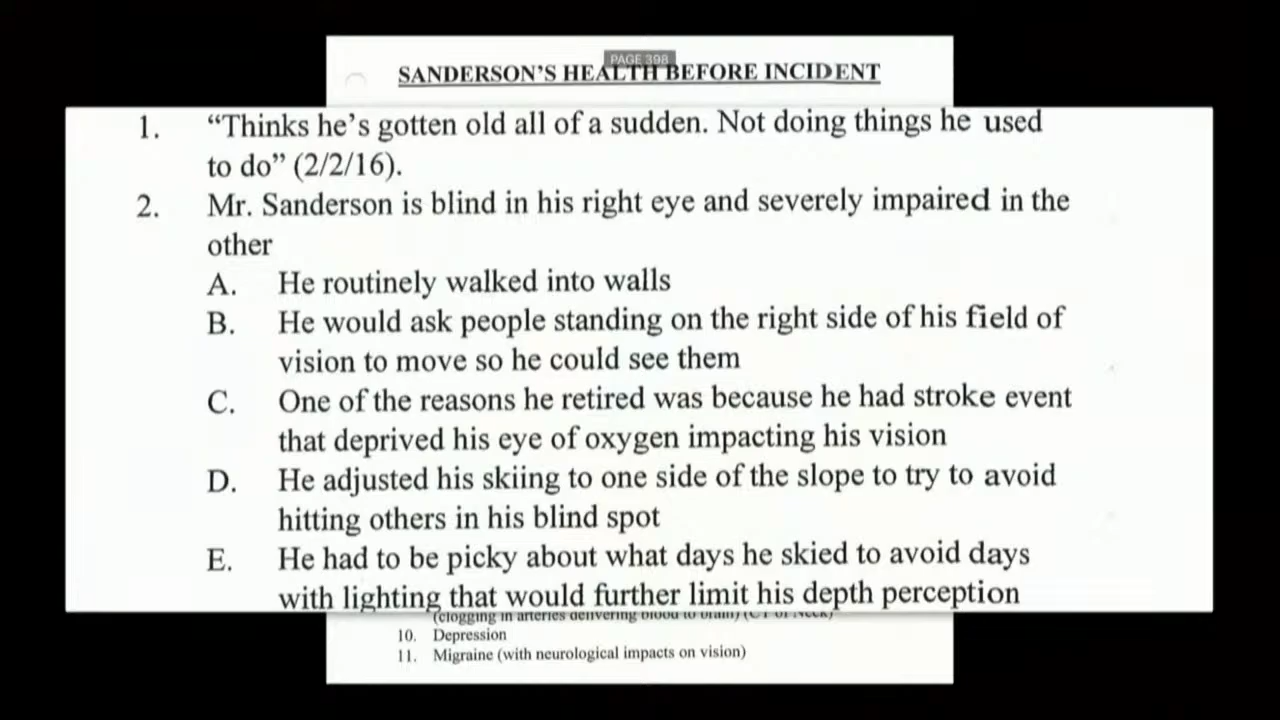 PAGE 398
SANDERSON'S HEALTH BEFORE INCIDENT
1. “Thinks he’s gotten old all of a sudden. Not doing things he used
to do” (2/2/16).
2. Mr. Sanderson is blind in his right eye and severely impaired in the
other
A. He routinely walked into walls
B. He would ask people standing on the right side of his field of
vision to move so he could see them
C. One of the reasons he retired was because he had stroke event
that deprived his eye of oxygen impacting his vision
D. He adjusted his skiing to one side of the slope to try to avoid
hitting others in his blind spot
E. He had to be picky about what days he skied to avoid days
with lighting that would further limit his depth perception
(clogging in arteries delivering blood to brain) (CT of Neck)
10. Depression
11. Migraine (with neurological impacts on vision)